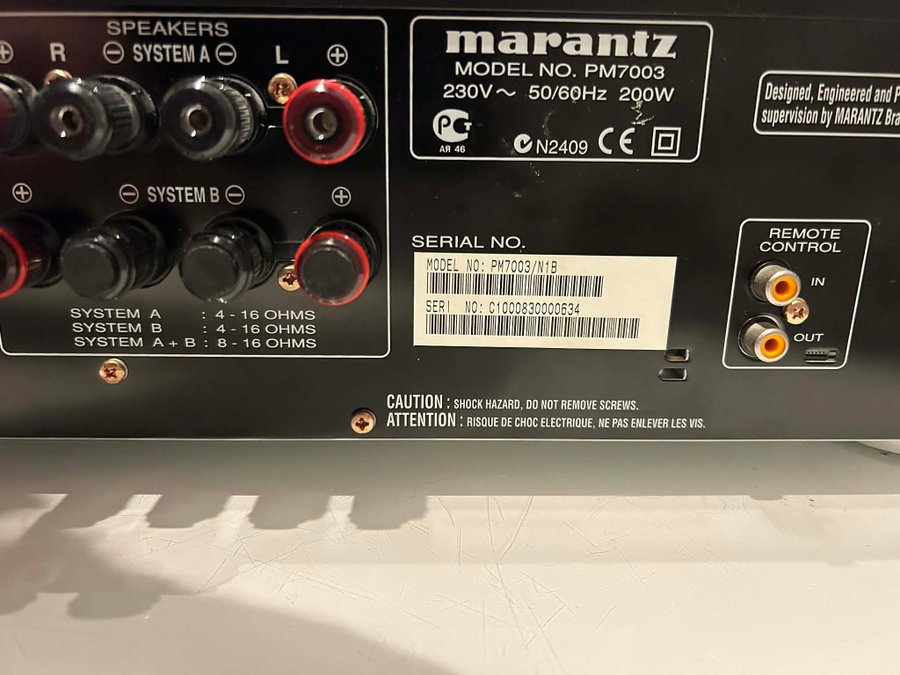 SPEAKERS
R ⊖ SYSTEM A ⊖ L ⊕
⊕ ⊖ SYSTEM B ⊖ ⊕
SYSTEM A : 4 - 16 OHMS
SYSTEM B : 4 - 16 OHMS
SYSTEM A + B : 8 - 16 OHMS
marantz
MODEL NO. PM7003
230V～ 50/60Hz 200W
АЯ 46
N2409 CE
Designed, Engineered and P
supervision by MARANTZ Bra
SERIAL NO.
MODEL NO: PM7003/N1B
SERI NO: C1000830000634
REMOTE
CONTROL
IN
OUT
CAUTION : SHOCK HAZARD, DO NOT REMOVE SCREWS.
ATTENTION : RISQUE DE CHOC ELECTRIQUE, NE PAS ENLEVER LES VIS.